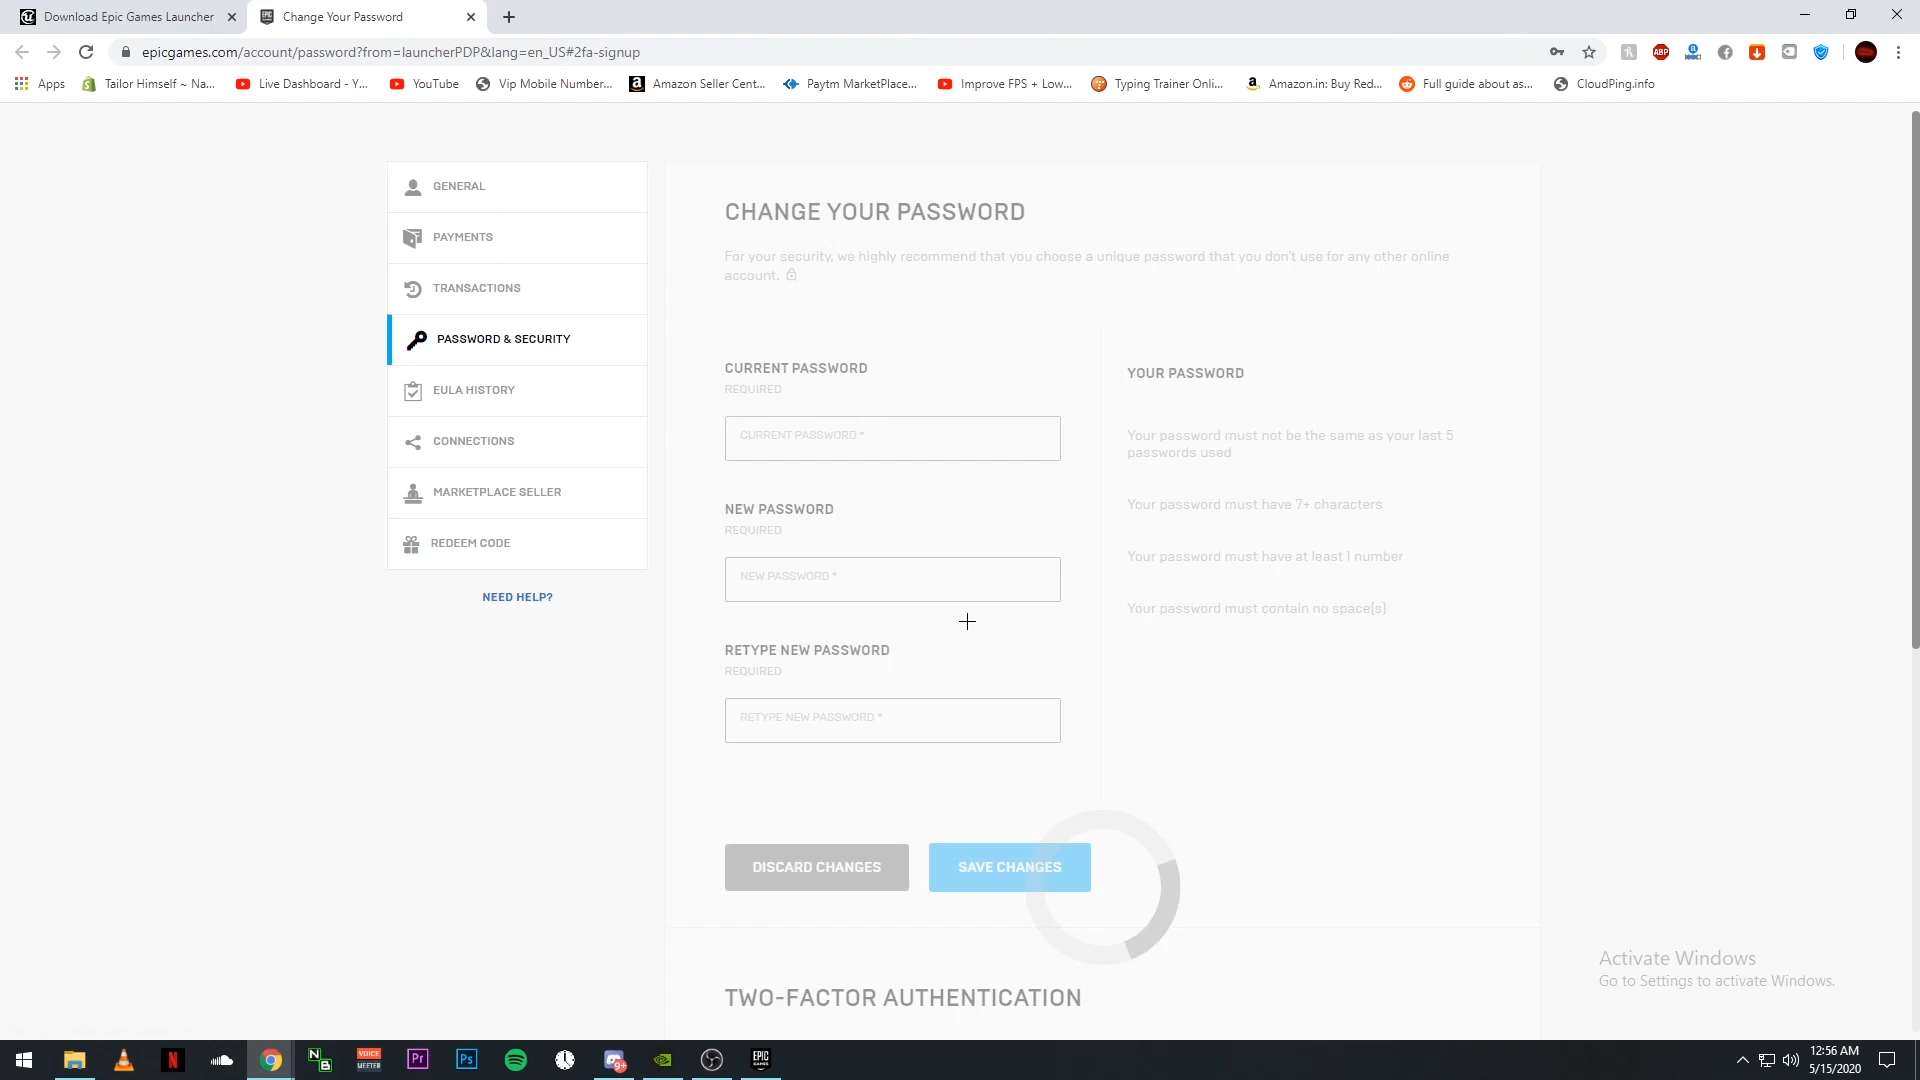 Download Epic Games Launcher
Change Your Password
epicgames.com/account/password?from=launcherPDP&lang=en_US#2fa-signup
Apps
Tailor Himself ~ Na...
Live Dashboard - Y...
YouTube
Vip Mobile Number...
Amazon Seller Cent...
Paytm MarketPlace...
Improve FPS + Low...
Typing Trainer Onli...
Amazon.in: Buy Red...
Full guide about as...
CloudPing.info
GENERAL
PAYMENTS
TRANSACTIONS
PASSWORD & SECURITY
EULA HISTORY
CONNECTIONS
MARKETPLACE SELLER
REDEEM CODE
NEED HELP?
CHANGE YOUR PASSWORD
For your security, we highly recommend that you choose a unique password that you don't use for any other online
account.
CURRENT PASSWORD
REQUIRED
CURRENT PASSWORD *
NEW PASSWORD
REQUIRED
NEW PASSWORD *
RETYPE NEW PASSWORD
REQUIRED
RETYPE NEW PASSWORD *
YOUR PASSWORD
Your password must not be the same as your last 5
passwords used
Your password must have 7+ characters
Your password must have at least 1 number
Your password must contain no space(s)
DISCARD CHANGES
SAVE CHANGES
TWO-FACTOR AUTHENTICATION
Activate Windows
Go to Settings to activate Windows.
12:56 AM
5/15/2020